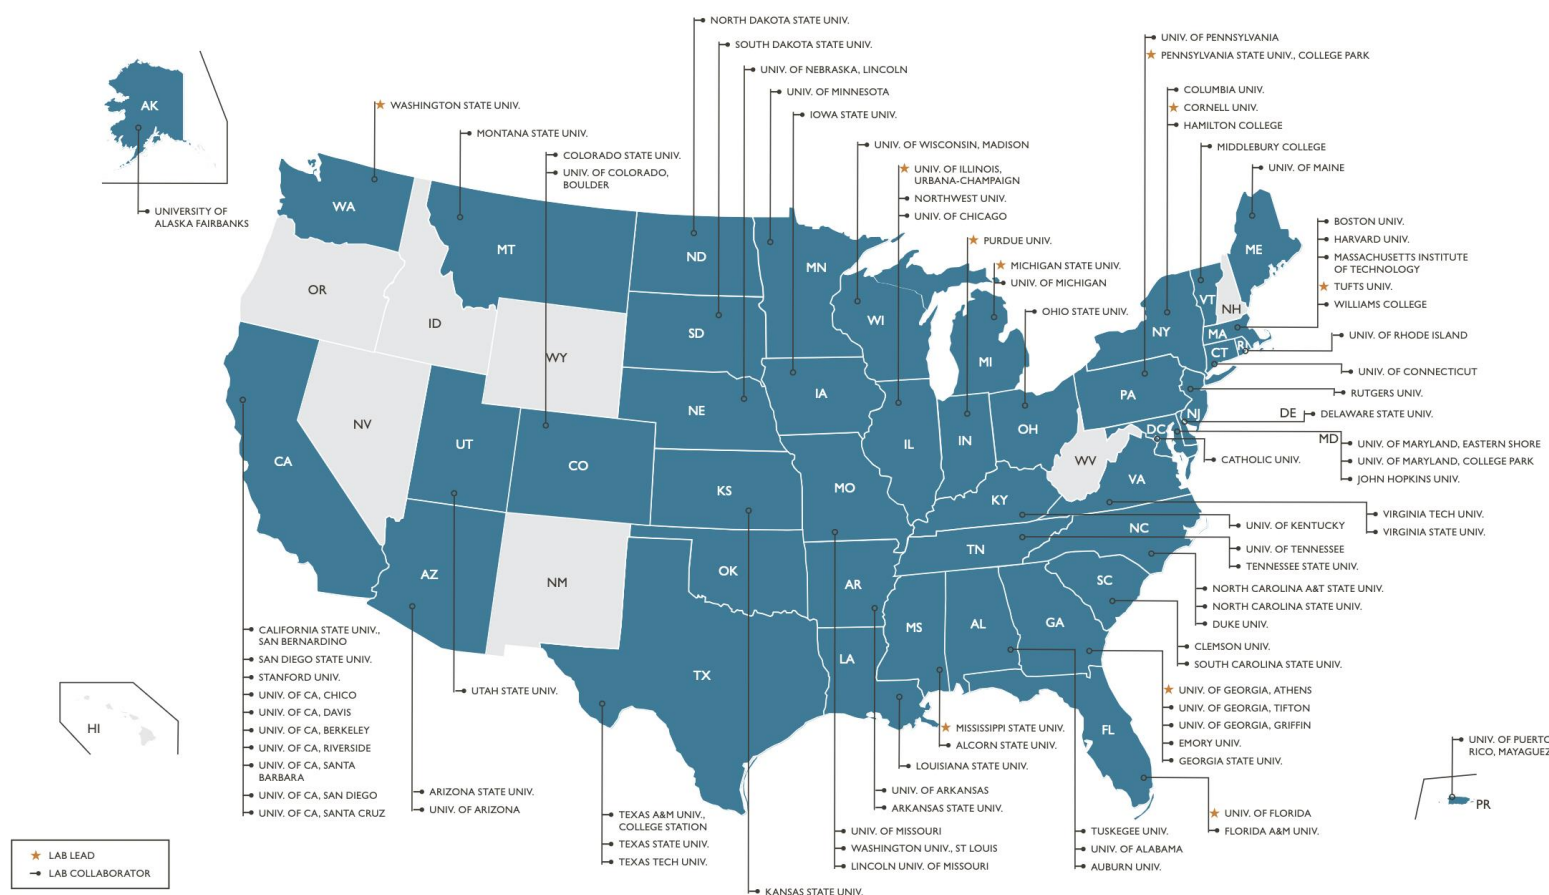 NORTH DAKOTA STATE UNIV.
SOUTH DAKOTA STATE UNIV.
UNIV. OF NEBRASKA, LINCOLN
UNIV. OF MINNESOTA
IOWA STATE UNIV.
UNIV. OF WISCONSIN, MADISON
UNIV. OF ILLINOIS,
URBANA-CHAMPAIGN
NORTHWEST UNIV.
UNIV. OF CHICAGO
PURDUE UNIV.
MICHIGAN STATE UNIV.
UNIV. OF MICHIGAN
OHIO STATE UNIV.
UNIV. OF PENNSYLVANIA
PENNSYLVANIA STATE UNIV., COLLEGE PARK
COLUMBIA UNIV.
CORNELL UNIV.
HAMILTON COLLEGE
MIDDLEBURY COLLEGE
UNIV. OF MAINE
BOSTON UNIV.
HARVARD UNIV.
MASSACHUSETTS INSTITUTE
OF TECHNOLOGY
TUFTS UNIV.
WILLIAMS COLLEGE
UNIV. OF RHODE ISLAND
UNIV. OF CONNECTICUT
RUTGERS UNIV.
DE
DELAWARE STATE UNIV.
MD
UNIV. OF MARYLAND, EASTERN SHORE
UNIV. OF MARYLAND, COLLEGE PARK
JOHN HOPKINS UNIV.
CATHOLIC UNIV.
VIRGINIA TECH UNIV.
VIRGINIA STATE UNIV.
UNIV. OF KENTUCKY
UNIV. OF TENNESSEE
TENNESSEE STATE UNIV.
NORTH CAROLINA A&T STATE UNIV.
NORTH CAROLINA STATE UNIV.
DUKE UNIV.
CLEMSON UNIV.
SOUTH CAROLINA STATE UNIV.
UNIV. OF GEORGIA, ATHENS
UNIV. OF GEORGIA, TIFTON
UNIV. OF GEORGIA, GRIFFIN
EMORY UNIV.
GEORGIA STATE UNIV.
UNIV. OF FLORIDA
FLORIDA A&M UNIV.
UNIV. OF PUERTO
RICO, MAYAGUEZ
PR
AK
UNIVERSITY OF
ALASKA FAIRBANKS
WASHINGTON STATE UNIV.
MONTANA STATE UNIV.
COLORADO STATE UNIV.
UNIV. OF COLORADO,
BOULDER
WA
OR
ID
MT
WY
NV
CA
UT
CO
AZ
NM
ND
SD
NE
KS
OK
TX
MN
IA
MO
AR
LA
WI
IL
MI
IN
OH
KY
TN
MS
AL
GA
FL
SC
NC
VA
WV
DC
PA
NJ
NY
CT
RI
MA
VT
NH
ME
HI
CALIFORNIA STATE UNIV.,
SAN BERNARDINO
SAN DIEGO STATE UNIV.
STANFORD UNIV.
UNIV. OF CA, CHICO
UNIV. OF CA, DAVIS
UNIV. OF CA, BERKELEY
UNIV. OF CA, RIVERSIDE
UNIV. OF CA, SANTA
BARBARA
UNIV. OF CA, SAN DIEGO
UNIV. OF CA, SANTA CRUZ
UTAH STATE UNIV.
ARIZONA STATE UNIV.
UNIV. OF ARIZONA
TEXAS A&M UNIV.,
COLLEGE STATION
TEXAS STATE UNIV.
TEXAS TECH UNIV.
KANSAS STATE UNIV.
UNIV. OF MISSOURI
WASHINGTON UNIV., ST LOUIS
LINCOLN UNIV. OF MISSOURI
UNIV. OF ARKANSAS
ARKANSAS STATE UNIV.
LOUISIANA STATE UNIV.
MISSISSIPPI STATE UNIV.
ALCORN STATE UNIV.
TUSKEGEE UNIV.
UNIV. OF ALABAMA
AUBURN UNIV.
LAB LEAD
LAB COLLABORATOR